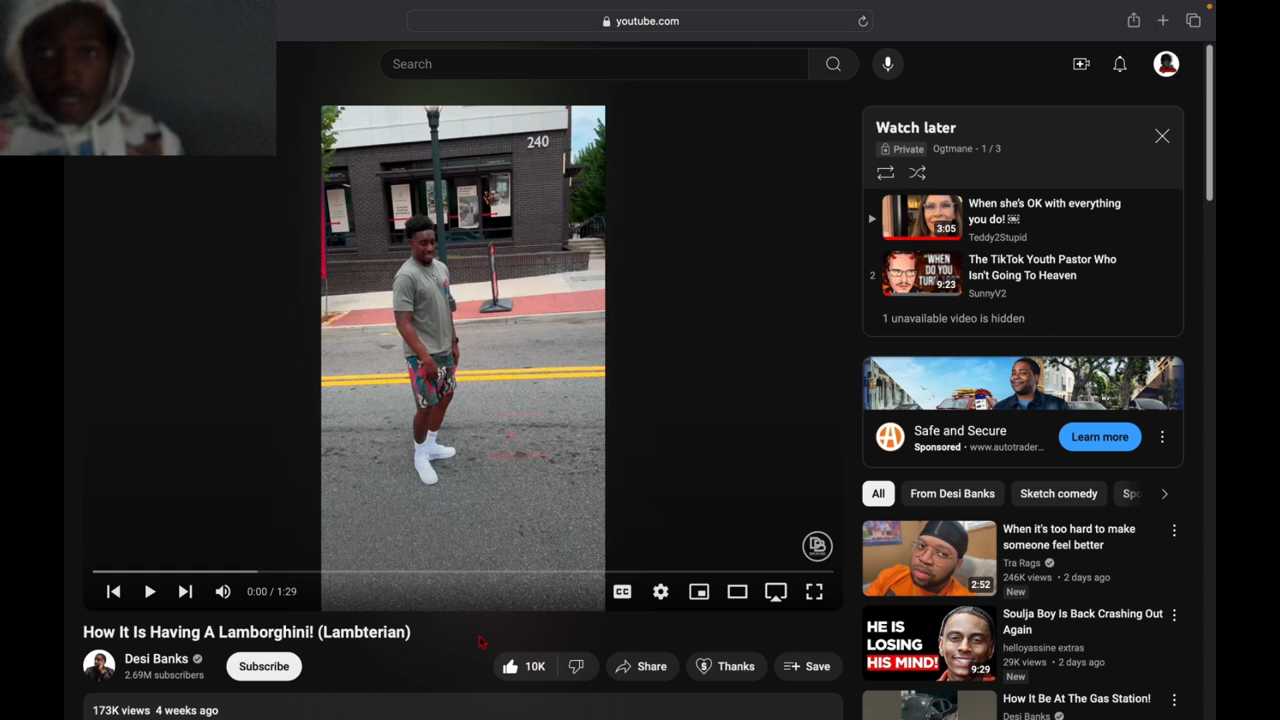 youtube.com
Search
240
0:00 / 1:29
How It Is Having A Lamborghini! (Lambterian)
Desi Banks
2.69M subscribers
Subscribe
10K
Share
Thanks
Save
173K views 4 weeks ago
Watch later
Private
Ogtmane - 1 / 3
3:05
When she's OK with everything
you do!
Teddy2Stupid
2
"WHEN
DO YOU
9:23
The TikTok Youth Pastor Who
Isn't Going To Heaven
SunnyV2
1 unavailable video is hidden
Safe and Secure
Sponsored · www.autotrader...
Learn more
All
From Desi Banks
Sketch comedy
Spo
2:52
When it's too hard to make
someone feel better
Tra Rags
246K views • 2 days ago
New
HE IS
LOSING
HIS MIND!
9:29
Soulja Boy Is Back Crashing Out
Again
helloyassine extras
29K views • 2 days ago
New
How It Be At The Gas Station!
Desi Banks